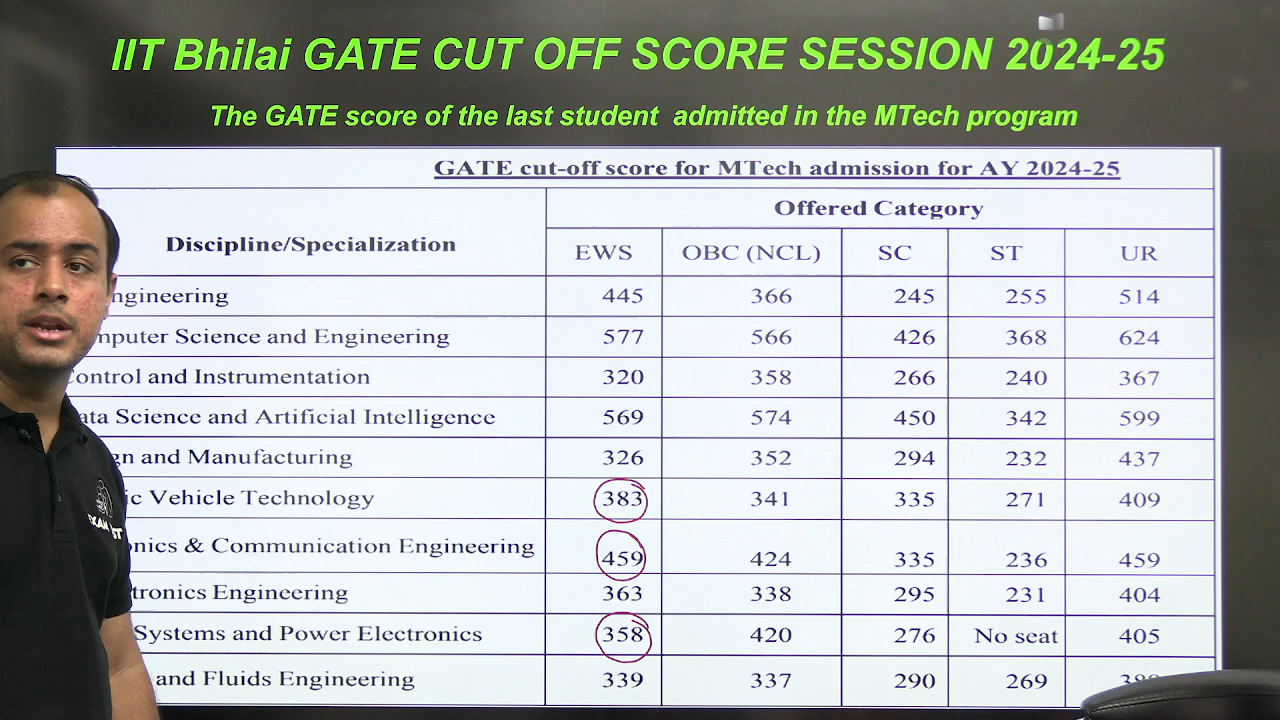 IIT Bhilai GATE CUT OFF SCORE SESSION 2024-25
The GATE score of the last student admitted in the MTech program
GATE cut-off score for MTech admission for AY 2024-25
Discipline/Specialization
Offered Category
EWS OBC (NCL) SC ST UR
ngineering 445 366 245 255 514
mputer Science and Engineering 577 566 426 368 624
Control and Instrumentation 320 358 266 240 367
ata Science and Artificial Intelligence 569 574 450 342 599
gn and Manufacturing 326 352 294 232 437
ic Vehicle Technology 383 341 335 271 409
onics & Communication Engineering 459 424 335 236 459
tronics Engineering 363 338 295 231 404
Systems and Power Electronics 358 420 276 No seat 405
and Fluids Engineering 339 337 290 269